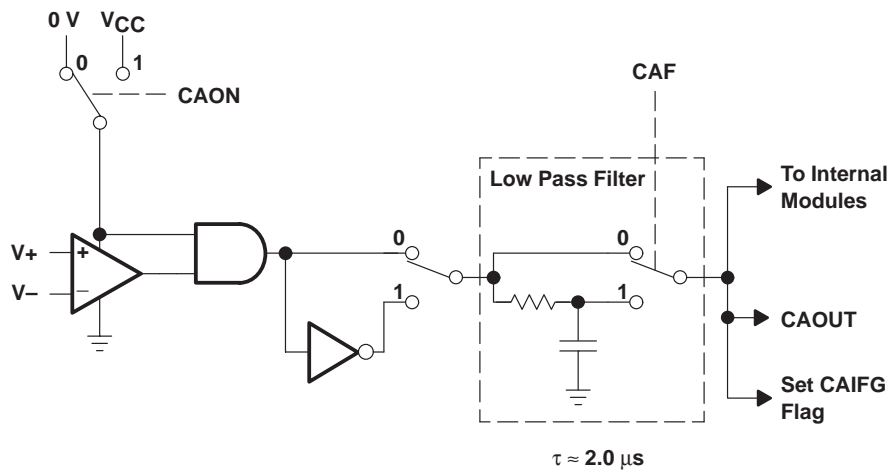 0 V VCC
0 1
CAON
CAF
Low Pass Filter
To Internal
Modules
V+
+
V–
–
0
1
0
1
CAOUT
Set CAIFG
Flag
τ ≈ 2.0 µs